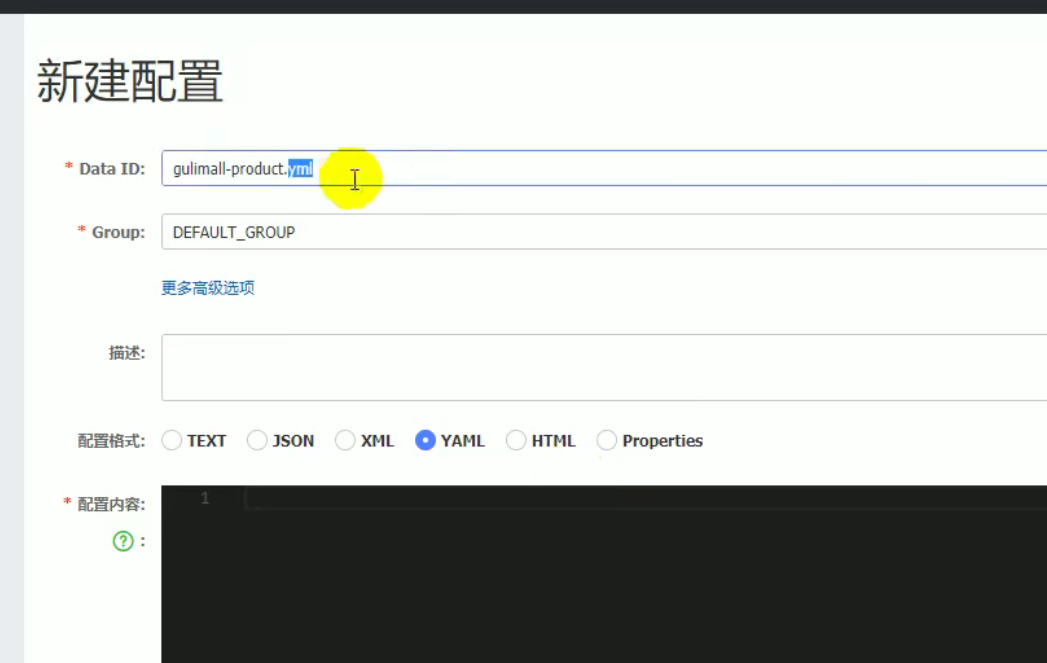 新建配置
* Data ID: gulimall-product.yml
* Group: DEFAULT_GROUP
更多高级选项
描述:
配置格式: TEXT JSON XML YAML HTML Properties
* 配置内容: 1
? :